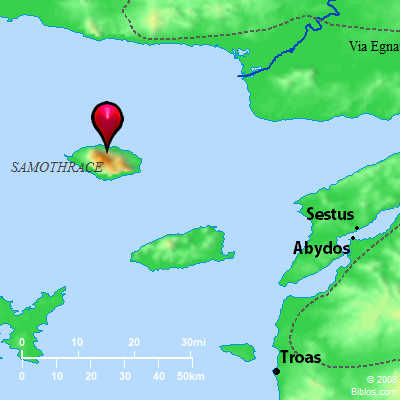 Via Egna
SAMOTHRACE
Sestus
Abydos
0 10 20 30mi
0 10 20 30 40 50km
Troas
© 2008
Biblos.com